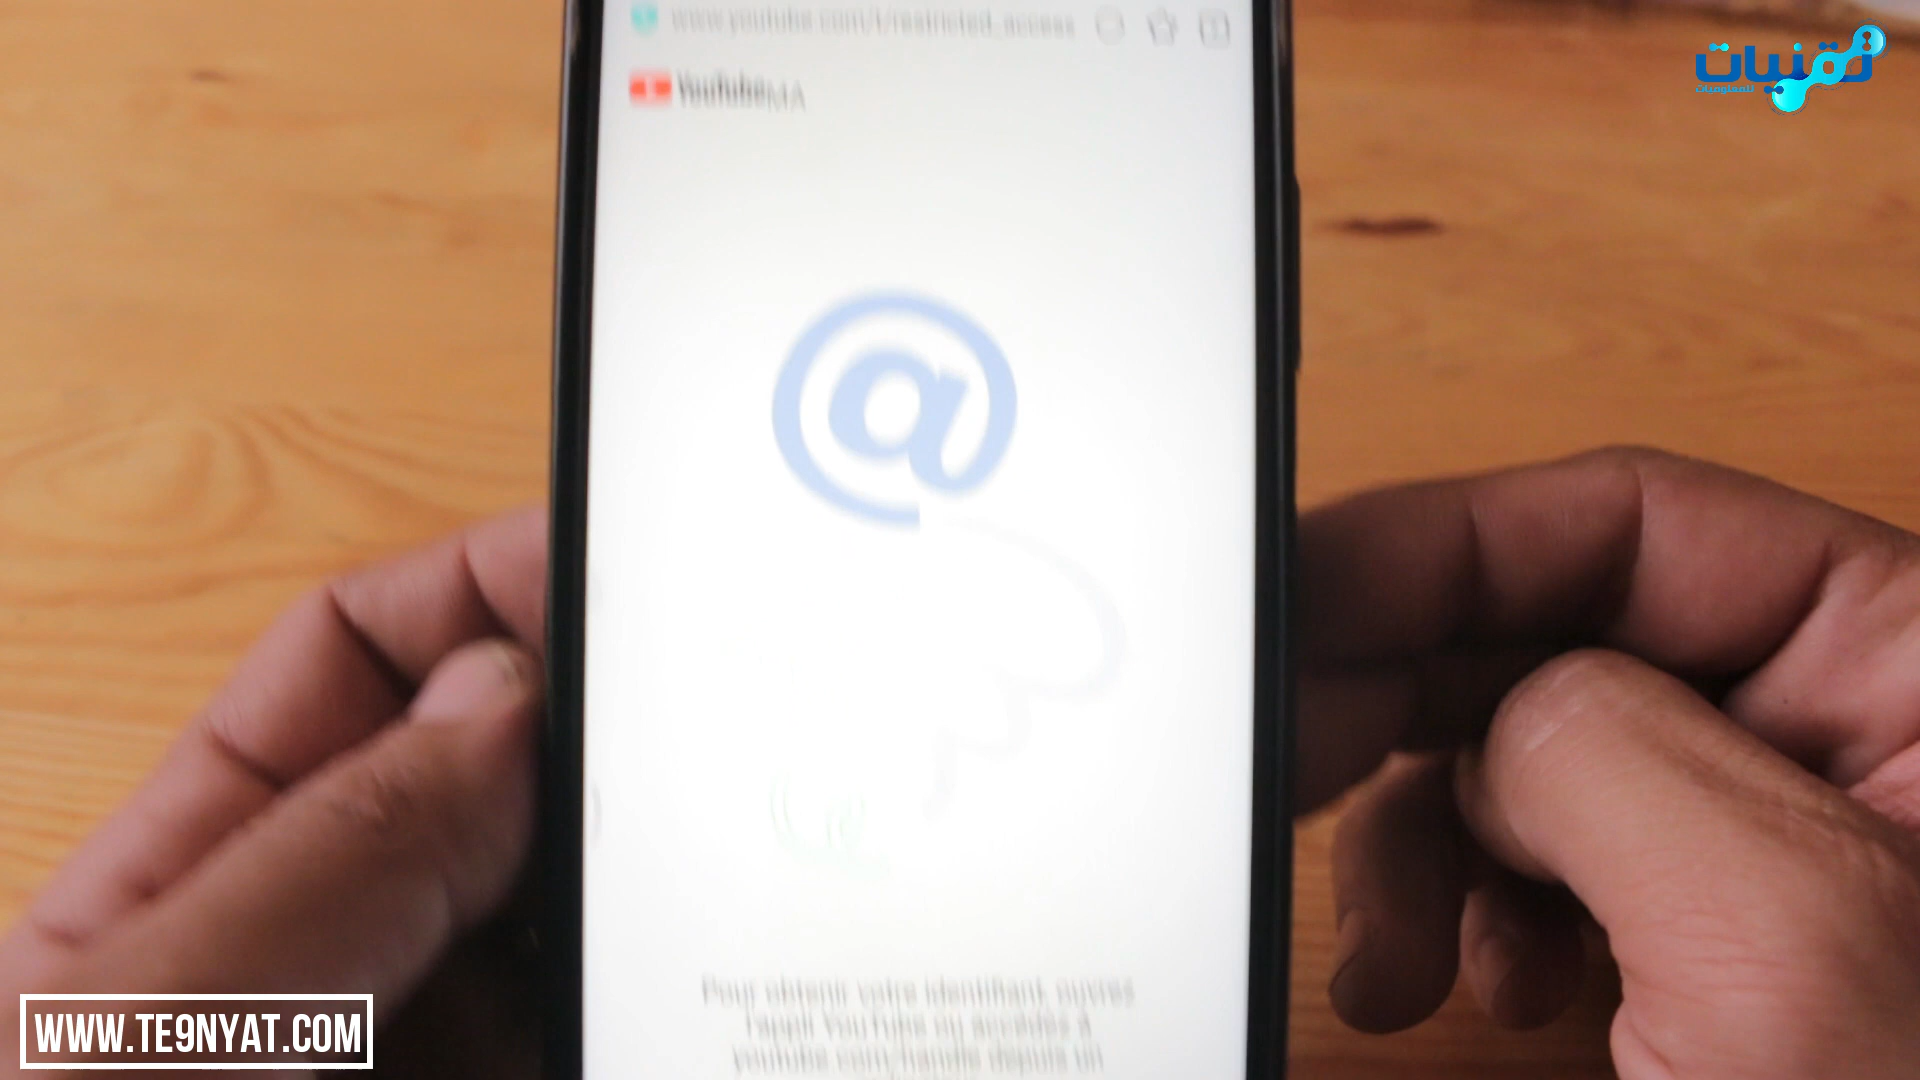 www.youtube.com/t/restricted_access
تقنيات
للمعلوميات
YouTube MA
@
Pour obtenir votre identifiant, ouvrez
l'appli YouTube ou accédez à
youtube.com/handle depuis un
WWW.TE9NYAT.COM